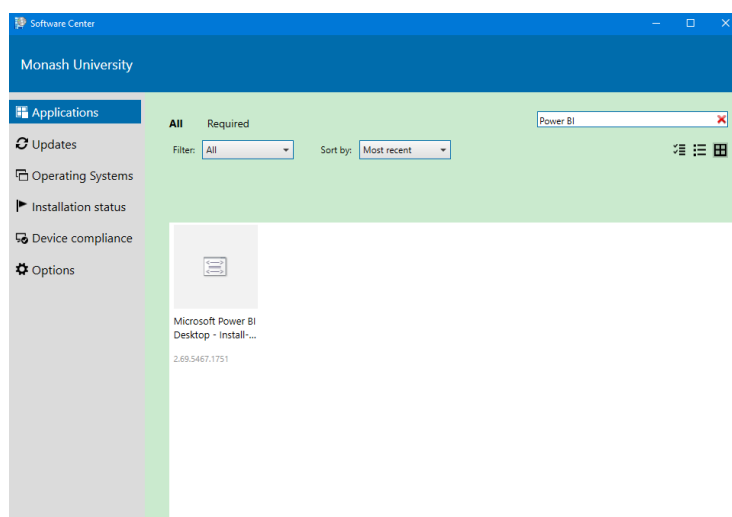 Software Center
Monash University
Applications
Updates
Operating Systems
Installation status
Device compliance
Options
All Required
Power BI
Filter: All Sort by: Most recent
Microsoft Power BI
Desktop - Install-...
2.69.5467.1751